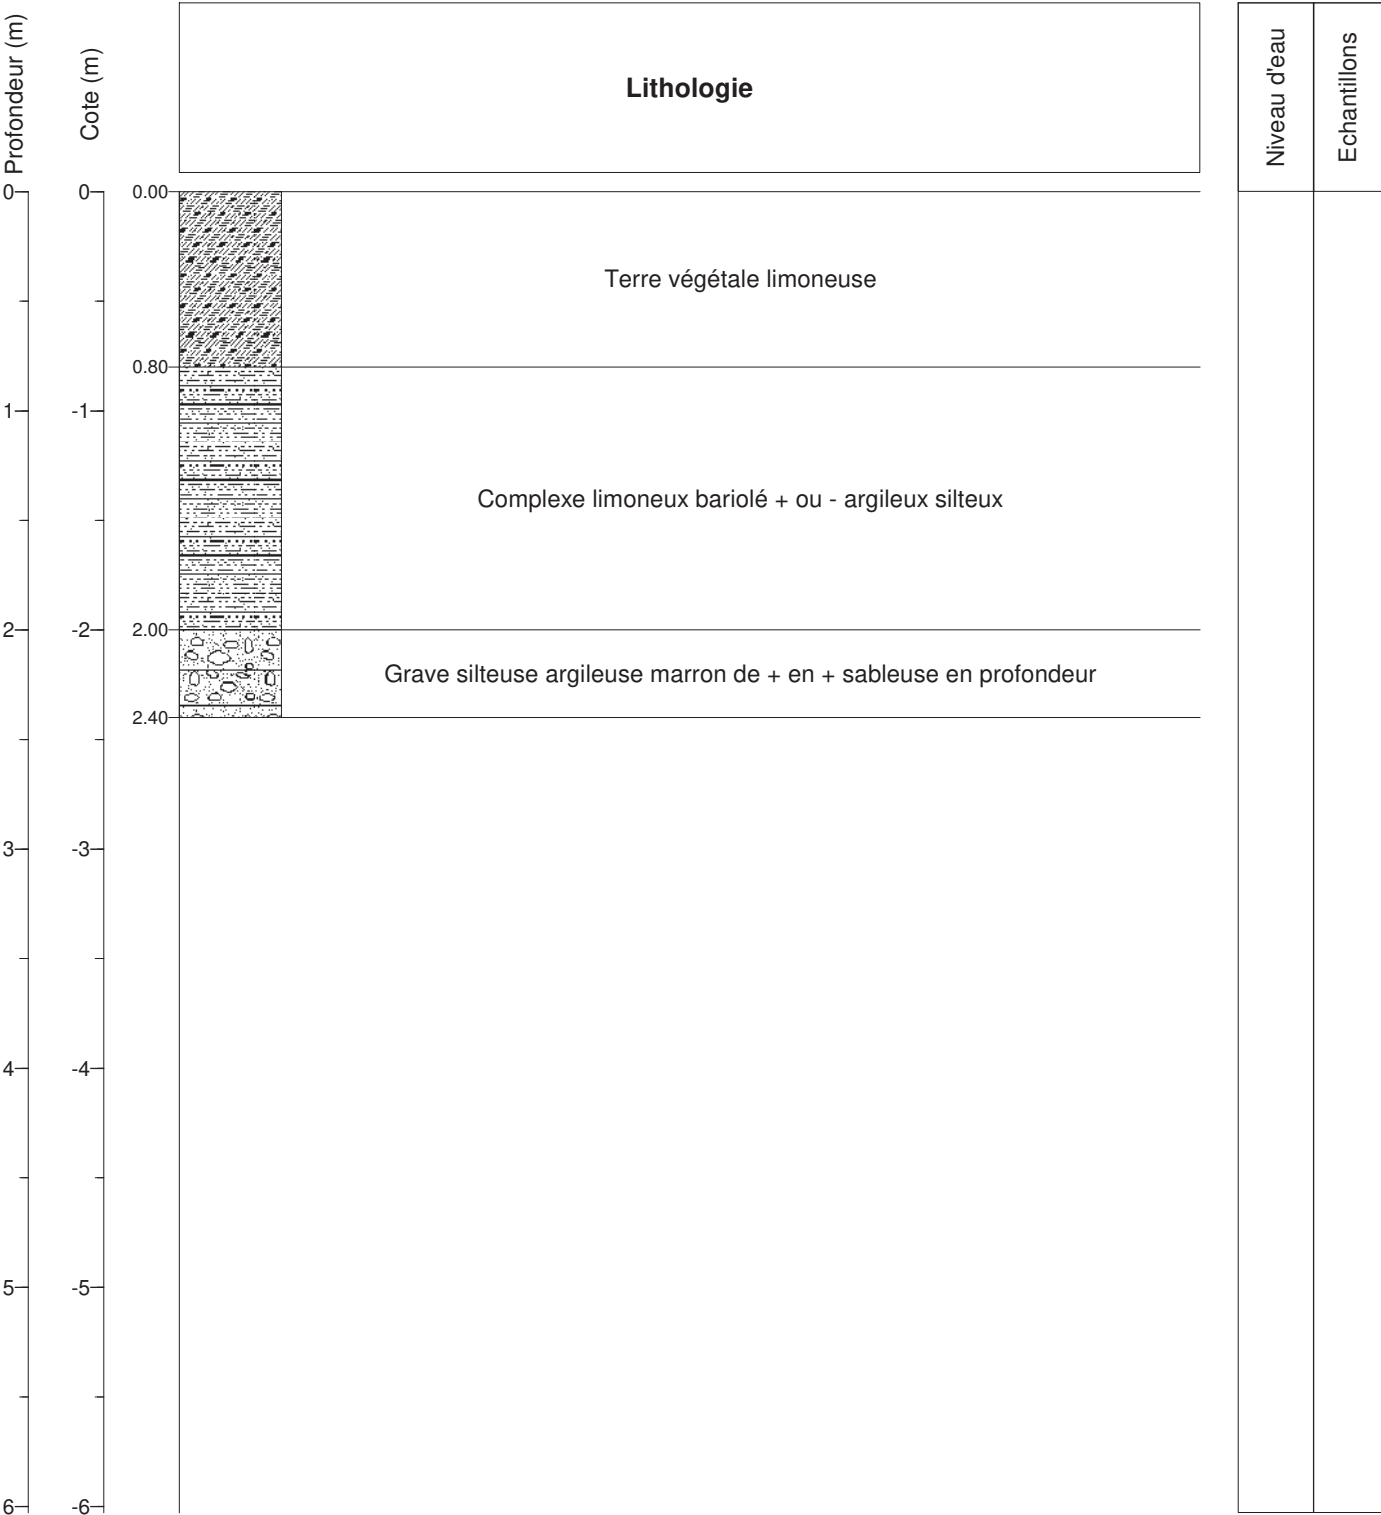 Profondeur (m)
Cote (m)
Lithologie
Niveau d'eau
Echantillons
0
0
0.00
Terre végétale limoneuse
0.80
1
-1
Complexe limoneux bariolé + ou - argileux silteux
2
-2
2.00
Grave silteuse argileuse marron de + en + sableuse en profondeur
2.40
3
-3
4
-4
5
-5
6
-6